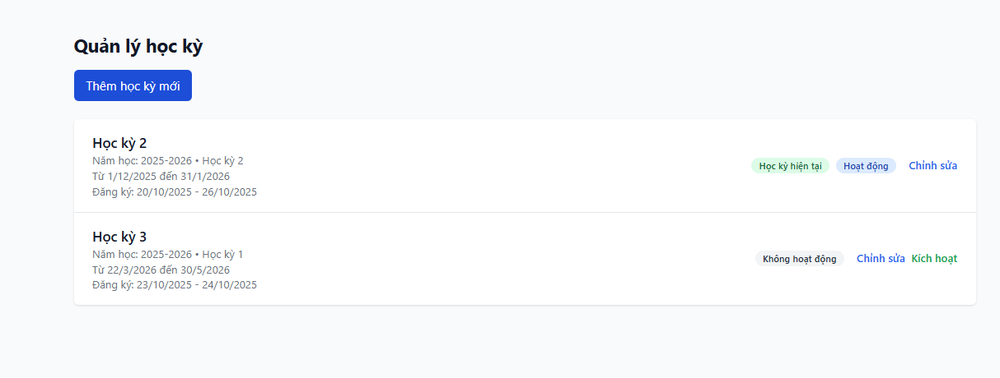 Quản lý học kỳ
Thêm học kỳ mới
Học kỳ 2
Năm học: 2025-2026 • Học kỳ 2
Từ 1/12/2025 đến 31/1/2026
Đăng ký: 20/10/2025 - 26/10/2025
Học kỳ hiện tại Hoạt động Chỉnh sửa
Học kỳ 3
Năm học: 2025-2026 • Học kỳ 1
Từ 22/3/2026 đến 30/5/2026
Đăng ký: 23/10/2025 - 24/10/2025
Không hoạt động Chỉnh sửa Kích hoạt